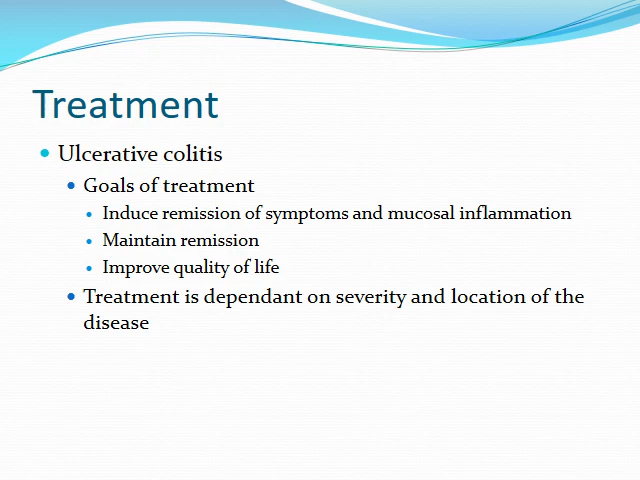 Treatment
Ulcerative colitis
Goals of treatment
Induce remission of symptoms and mucosal inflammation
Maintain remission
Improve quality of life
Treatment is dependant on severity and location of the
disease